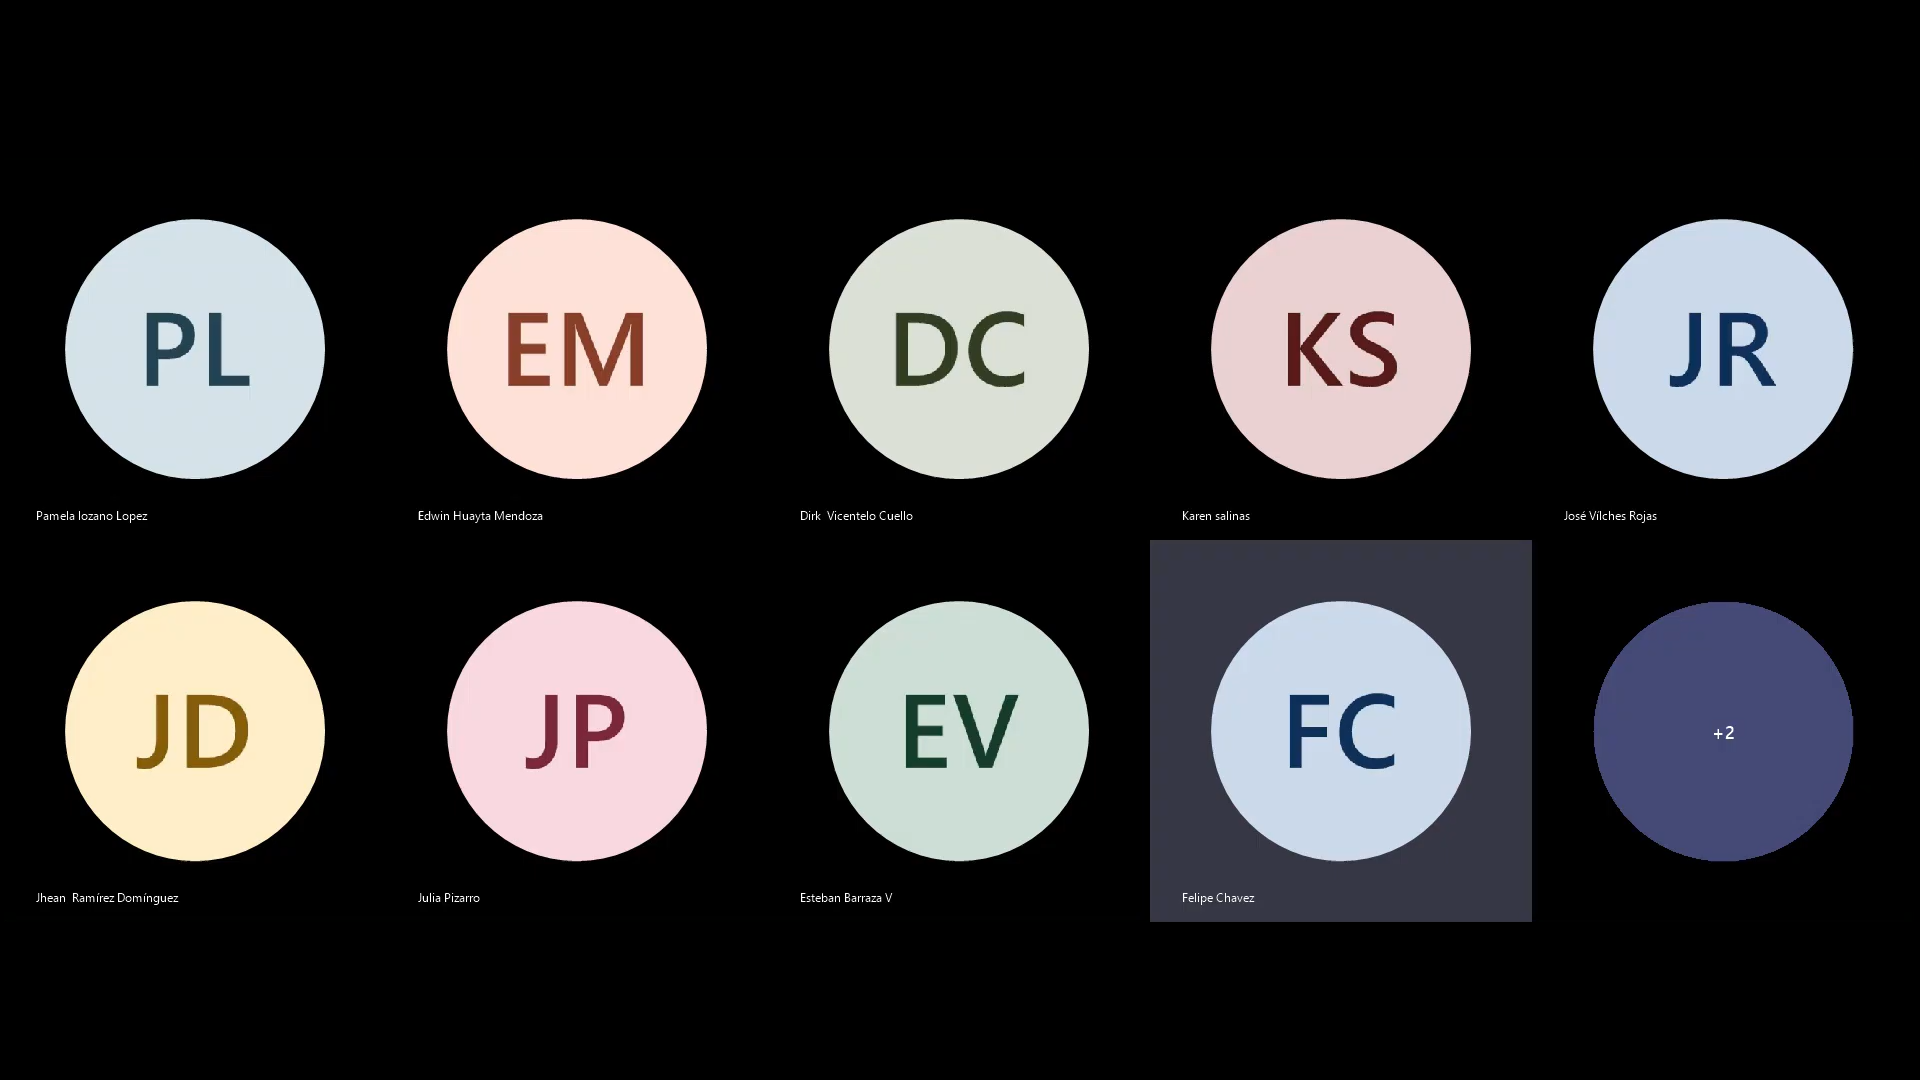 PL
EM
DC
KS
JR
Pamela lozano Lopez
Edwin Huayta Mendoza
Dirk  Vicentelo Cuello
Karen salinas
José Vílches Rojas
JD
JP
EV
FC
+2
Jhean  Ramírez Domínguez
Julia Pizarro
Esteban Barraza V
Felipe Chavez